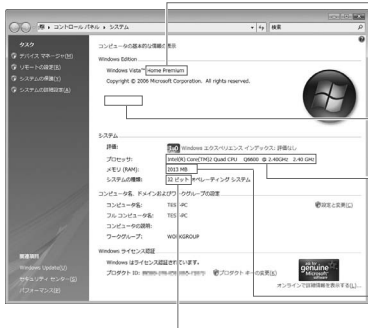 コントロール パネル ▸ システム
検索
タスク
デバイス マネージャ(M)
リモートの設定(R)
システムの保護(T)
システムの詳細設定(A)
コンピュータの基本的な情報の表示
Windows Edition
Windows Vista™ Home Premium
Copyright © 2006 Microsoft Corporation. All rights reserved.
システム
評価: Windows エクスペリエンス インデックス: 評価なし
プロセッサ: Intel(R) Core(TM)2 Quad CPU Q6600 @ 2.40GHz 2.40 GHz
メモリ (RAM): 2013 MB
システムの種類: 32 ビット オペレーティング システム
コンピュータ名、ドメインおよびワークグループの設定
コンピュータ名: TES -PC
設定と変更(C)
フル コンピュータ名: TES -PC
コンピュータの説明:
ワークグループ: WO KGROUP
Windows ライセンス認証
Windows はライセンス認証されています。
プロダクト ID:
プロダクト キーの変更(K)
ask for
genuine
Microsoft
software
オンラインで詳細情報を表示する(L)...
関連項目
Windows Update(U)
セキュリティ センター(S)
パフォーマンス(E)